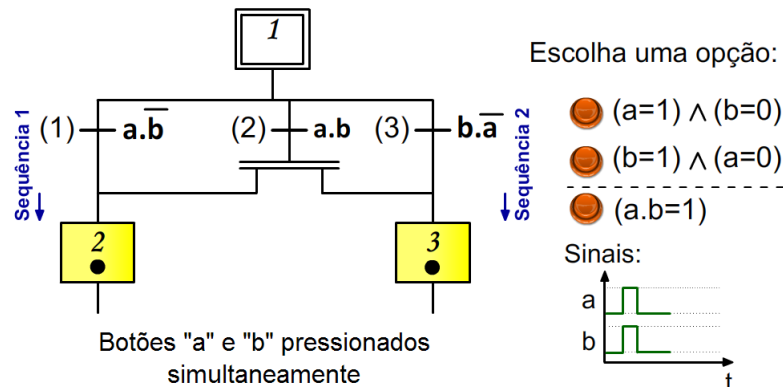 1
Sequência 1
(1)
a.b̅
(2)
a.b
(3)
b.a̅
Sequência 2
2
3
Botões "a" e "b" pressionados
simultaneamente
Escolha uma opção:
(a=1) ∧ (b=0)
(b=1) ∧ (a=0)
(a.b=1)
Sinais:
a
b
t